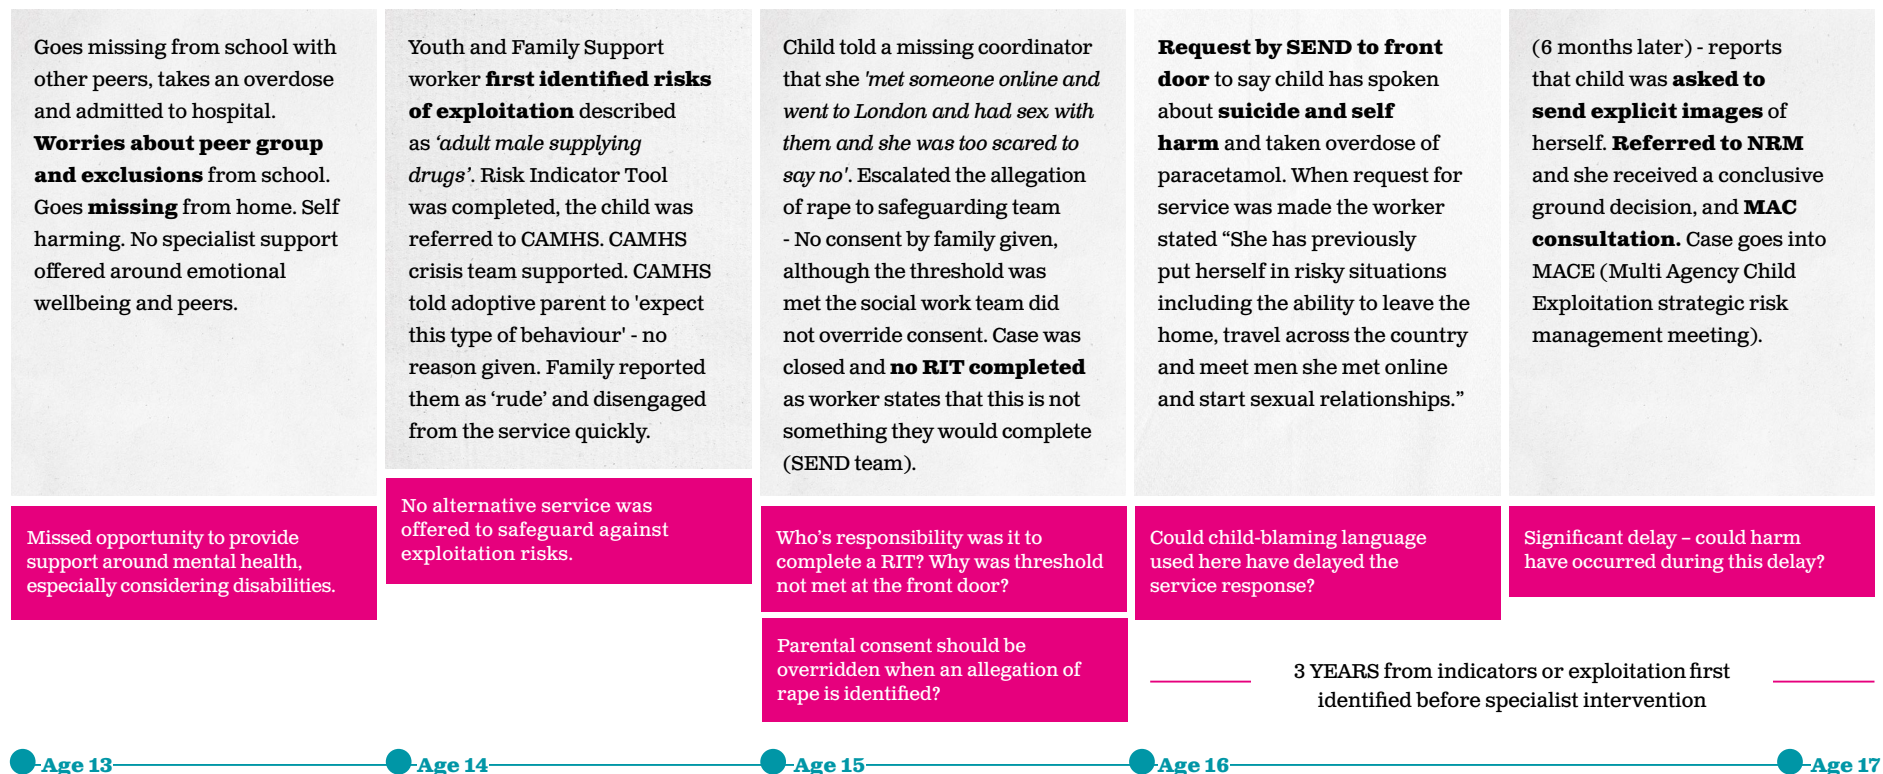 Goes missing from school with
other peers, takes an overdose
and admitted to hospital.
Worries about peer group
and exclusions from school.
Goes missing from home. Self
harming. No specialist support
offered around emotional
wellbeing and peers.
Missed opportunity to provide
support around mental health,
especially considering disabilities.
Youth and Family Support
worker first identified risks
of exploitation described
as ‘adult male supplying
drugs’. Risk Indicator Tool
was completed, the child was
referred to CAMHS. CAMHS
crisis team supported. CAMHS
told adoptive parent to 'expect
this type of behaviour' - no
reason given. Family reported
them as ‘rude’ and disengaged
from the service quickly.
No alternative service was
offered to safeguard against
exploitation risks.
Child told a missing coordinator
that she 'met someone online and
went to London and had sex with
them and she was too scared to
say no'. Escalated the allegation
of rape to safeguarding team
- No consent by family given,
although the threshold was
met the social work team did
not override consent. Case was
closed and no RIT completed
as worker states that this is not
something they would complete
(SEND team).
Who’s responsibility was it to
complete a RIT? Why was threshold
not met at the front door?
Parental consent should be
overridden when an allegation of
rape is identified?
Request by SEND to front
door to say child has spoken
about suicide and self
harm and taken overdose of
paracetamol. When request for
service was made the worker
stated “She has previously
put herself in risky situations
including the ability to leave the
home, travel across the country
and meet men she met online
and start sexual relationships.”
Could child-blaming language
used here have delayed the
service response?
(6 months later) - reports
that child was asked to
send explicit images of
herself. Referred to NRM
and she received a conclusive
ground decision, and MAC
consultation. Case goes into
MACE (Multi Agency Child
Exploitation strategic risk
management meeting).
Significant delay – could harm
have occurred during this delay?
3 YEARS from indicators or exploitation first
identified before specialist intervention
Age 13
Age 14
Age 15
Age 16
Age 17